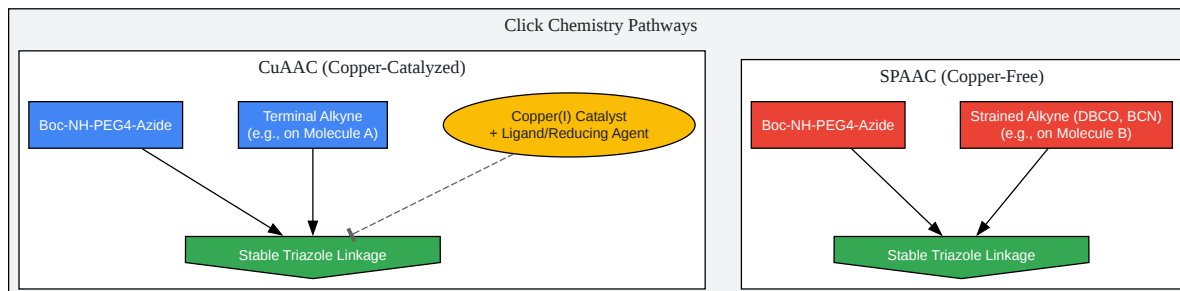 Click Chemistry Pathways
CuAAC (Copper-Catalyzed)
Boc-NH-PEG4-Azide
Terminal Alkyne
(e.g., on Molecule A)
Copper(I) Catalyst
+ Ligand/Reducing Agent
Stable Triazole Linkage
SPAAC (Copper-Free)
Boc-NH-PEG4-Azide
Strained Alkyne (DBCO, BCN)
(e.g., on Molecule B)
Stable Triazole Linkage